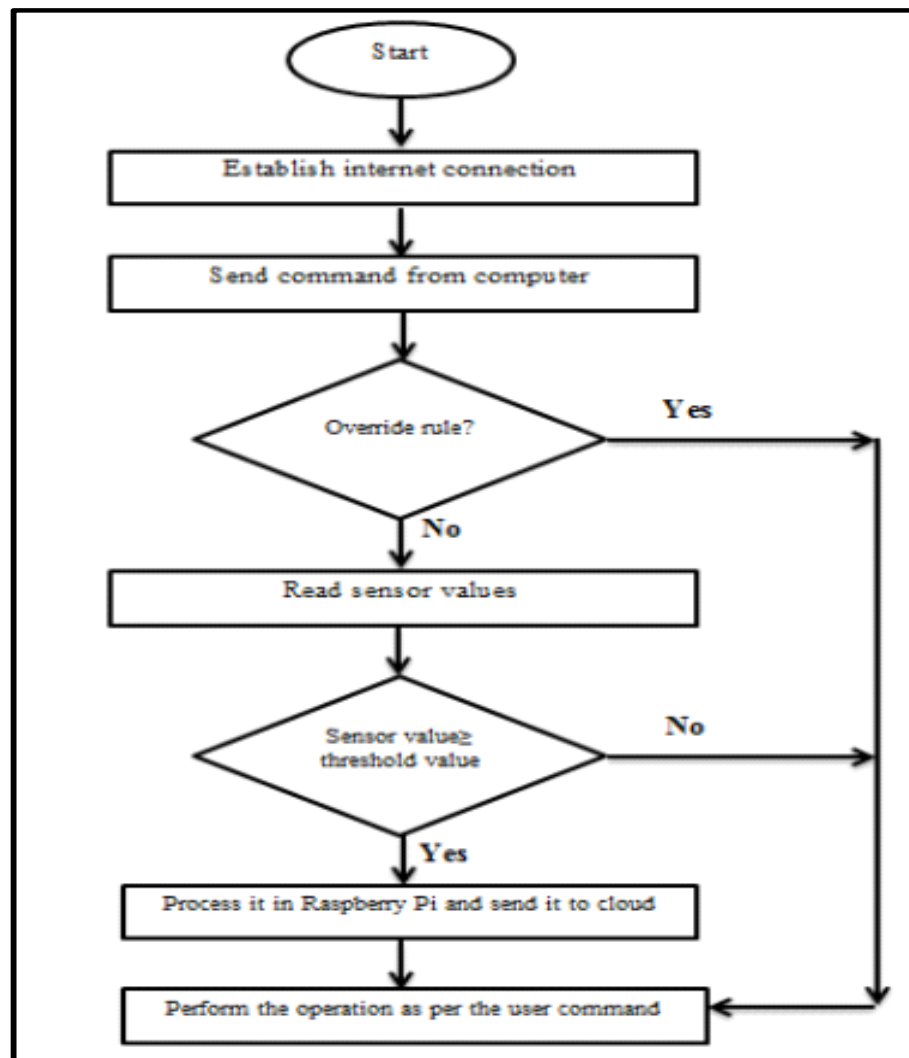 Start
Establish internet connection
Send command from computer
Override rule?
Yes
No
Read sensor values
Sensor value≥
threshold value
No
Yes
Process it in Raspberry Pi and send it to cloud
Perform the operation as per the user command